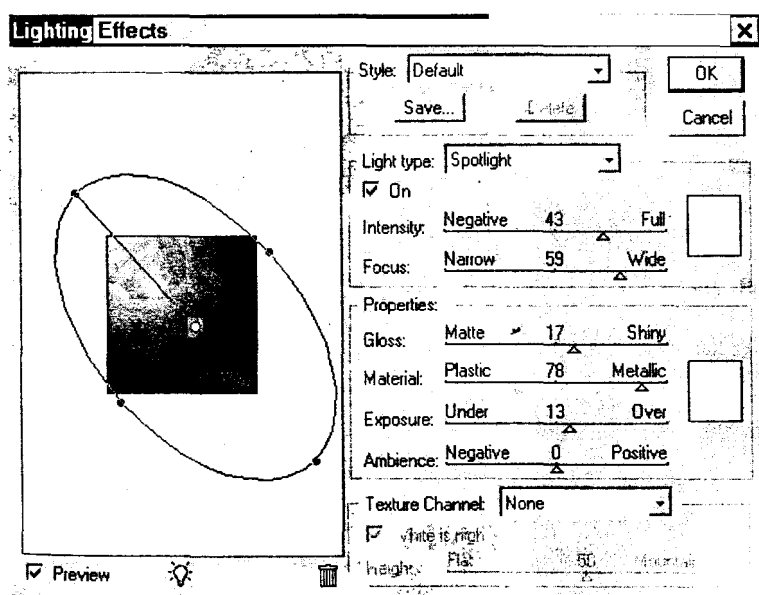 Lighting Effects
Style: Default
OK
Save...
Cancel
Light type: Spotlight
On
Intensity: Negative 43 Full
Focus: Narrow 59 Wide
Properties:
Gloss: Matte 17 Shiny
Material: Plastic 78 Metallic
Exposure: Under 13 Over
Ambience: Negative 0 Positive
Texture Channel: None
White is high
Height: Flat 50
Preview